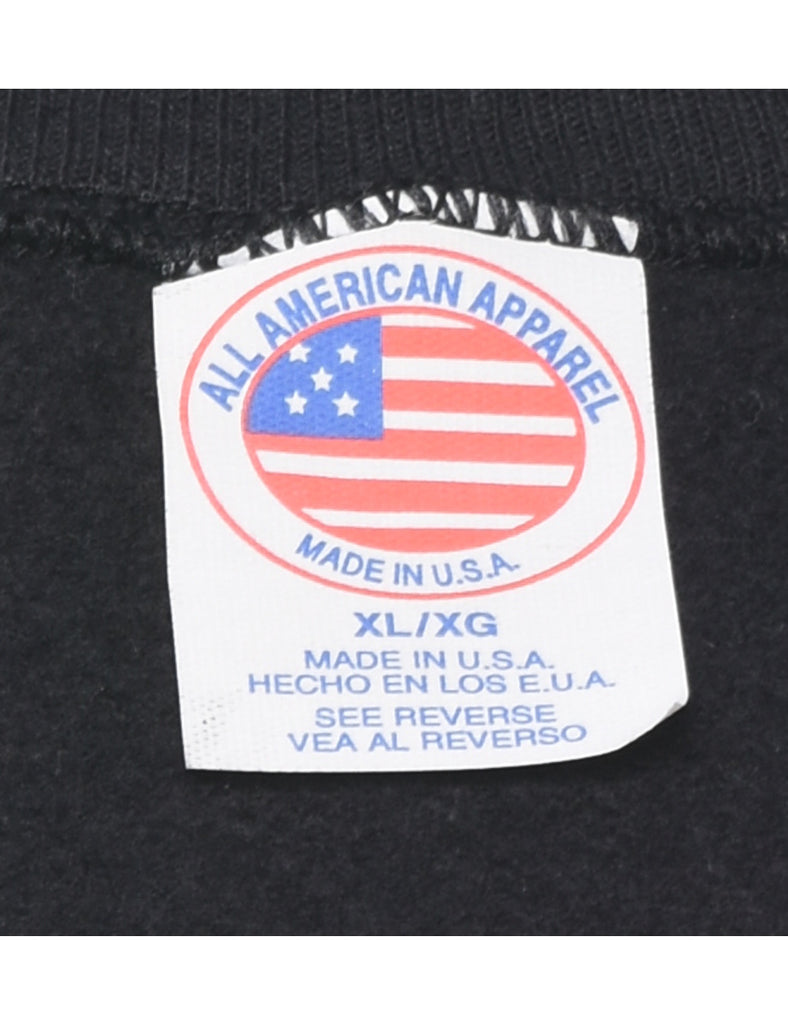 ALL AMERICAN APPAREL
MADE IN U.S.A.
XL/XG
MADE IN U.S.A.
HECHO EN LOS E.U.A.
SEE REVERSE
VEA AL REVERSO